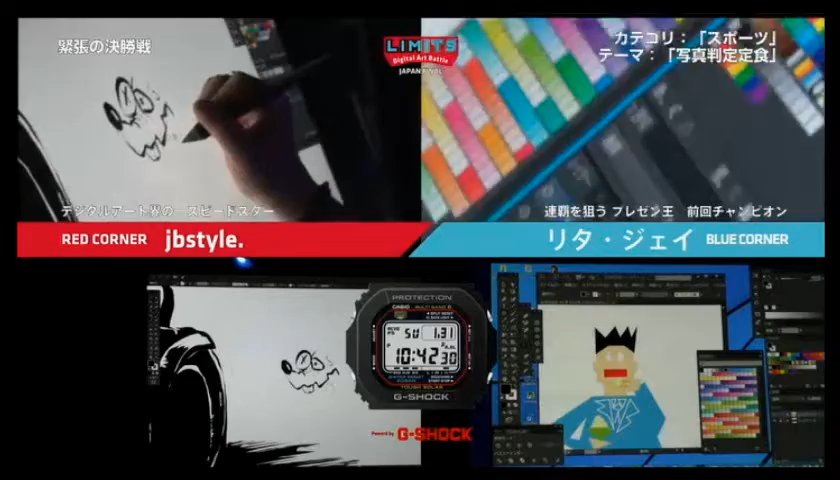 緊張の決勝戦
LIMITS
Digital Art Battle
JAPAN FINAL
カテゴリ：「スポーツ」
テーマ：「写真判定定食」
デジタルアート界の一スピードスター
連覇を狙う プレゼン王 前回チャンピオン
RED CORNER jbstyle.
リタ・ジェイ BLUE CORNER
PROTECTION
CASIO
SU 1.31
P 10:42 30
TOUGH SOLAR
G-SHOCK
Powered by G-SHOCK